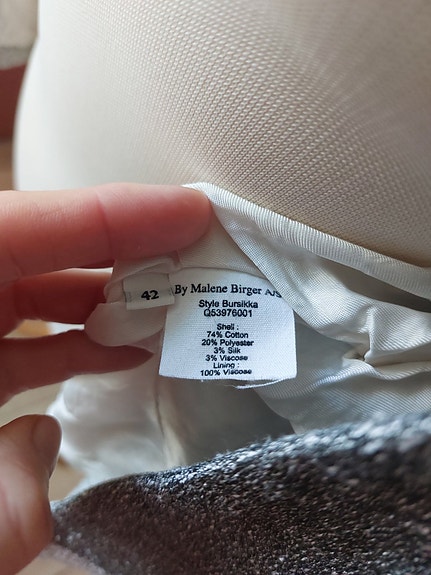 42
By Malene Birger A/S
Style Bursikka
Q53976001
Shell :
74% Cotton
20% Polyester
3% Silk
3% Viscose
Lining :
100% Viscose